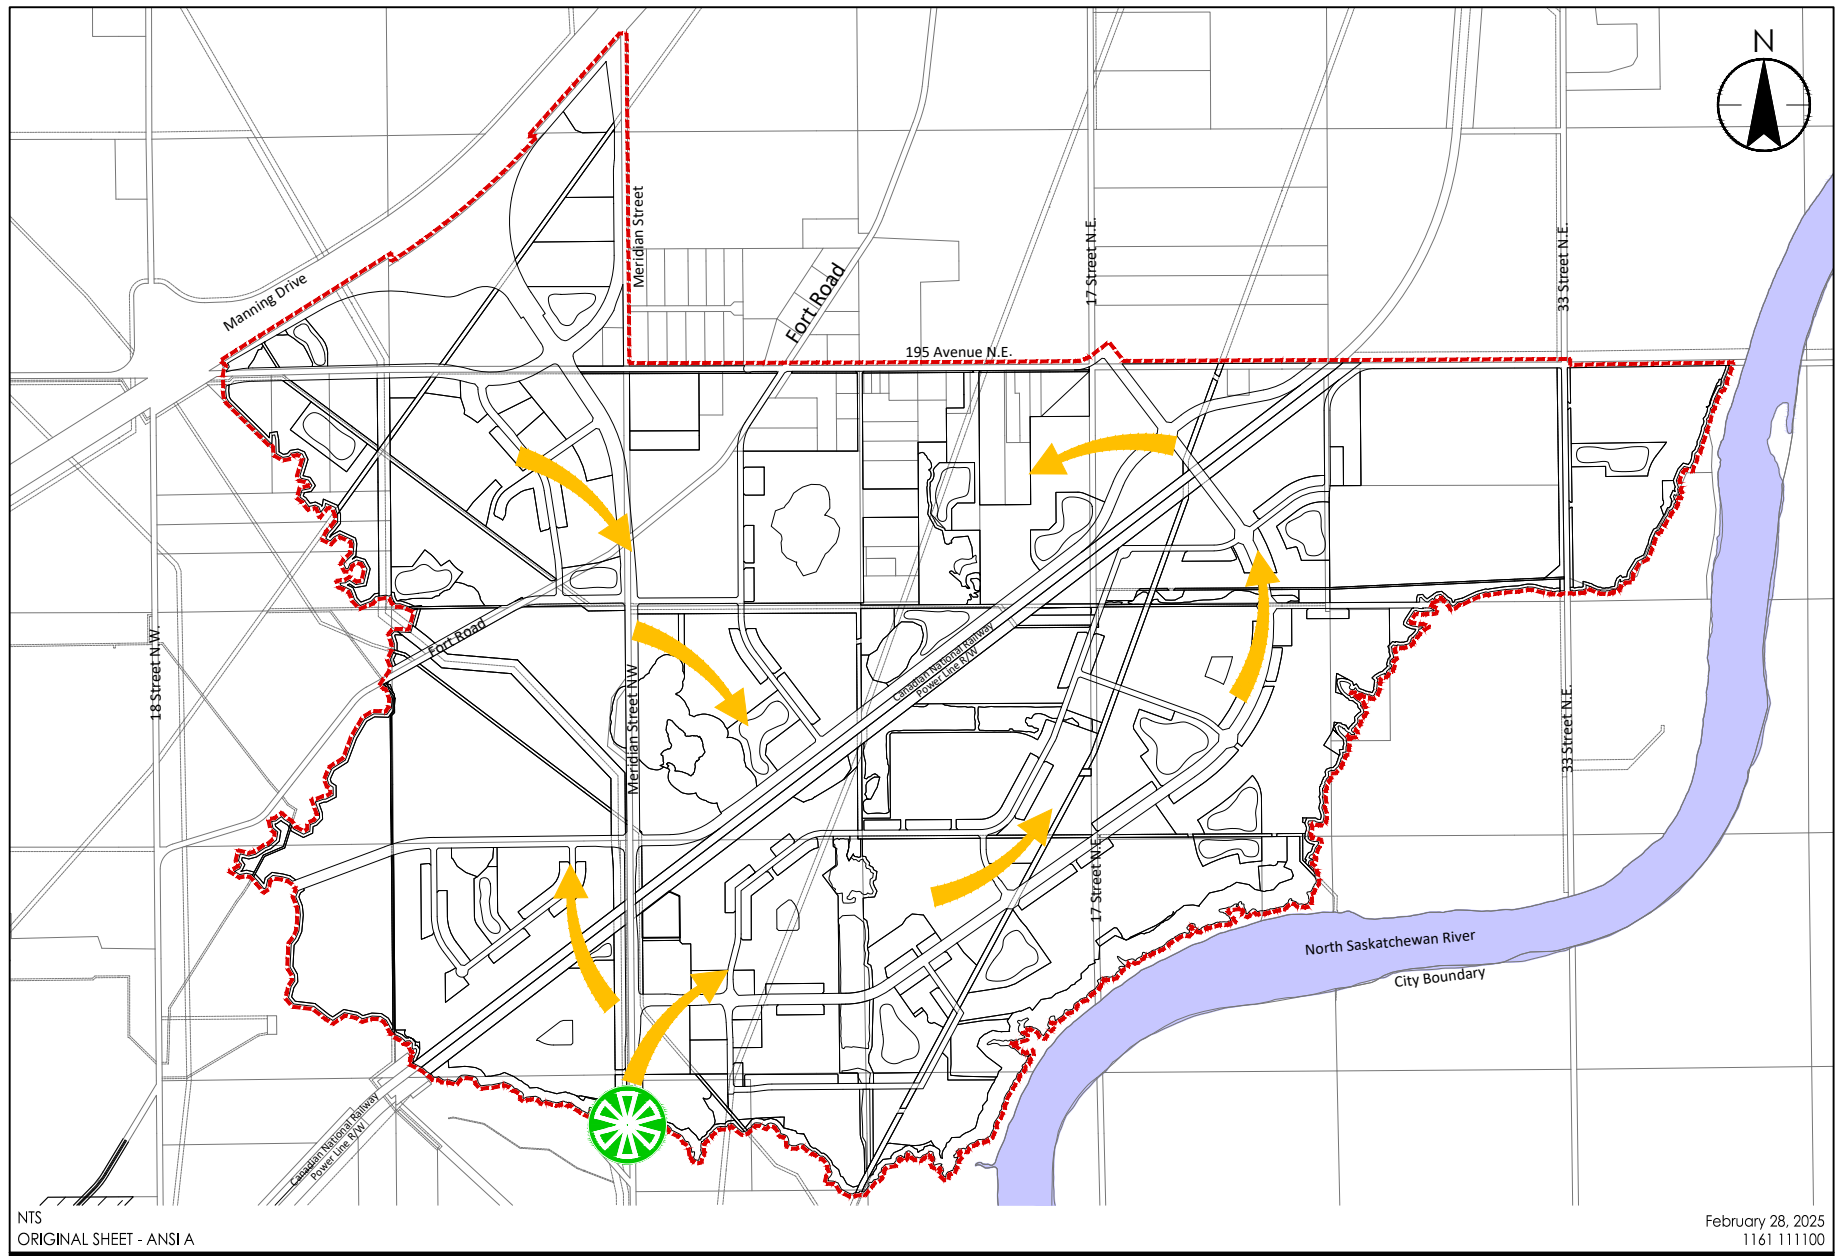 N
Manning Drive
Meridian Street
Fort Road
17 Street N.E.
33 Street N.E.
195 Avenue N.E.
18 Street N.W.
Fort Road
Meridian Street NW
Canadian National Railway
Power Line R/W
33 Street N.E.
17 Street N.E.
North Saskatchewan River
City Boundary
Canadian National Railway
Power Line R/W
NTS
ORIGINAL SHEET - ANSI A
February 28, 2025
1161 111100